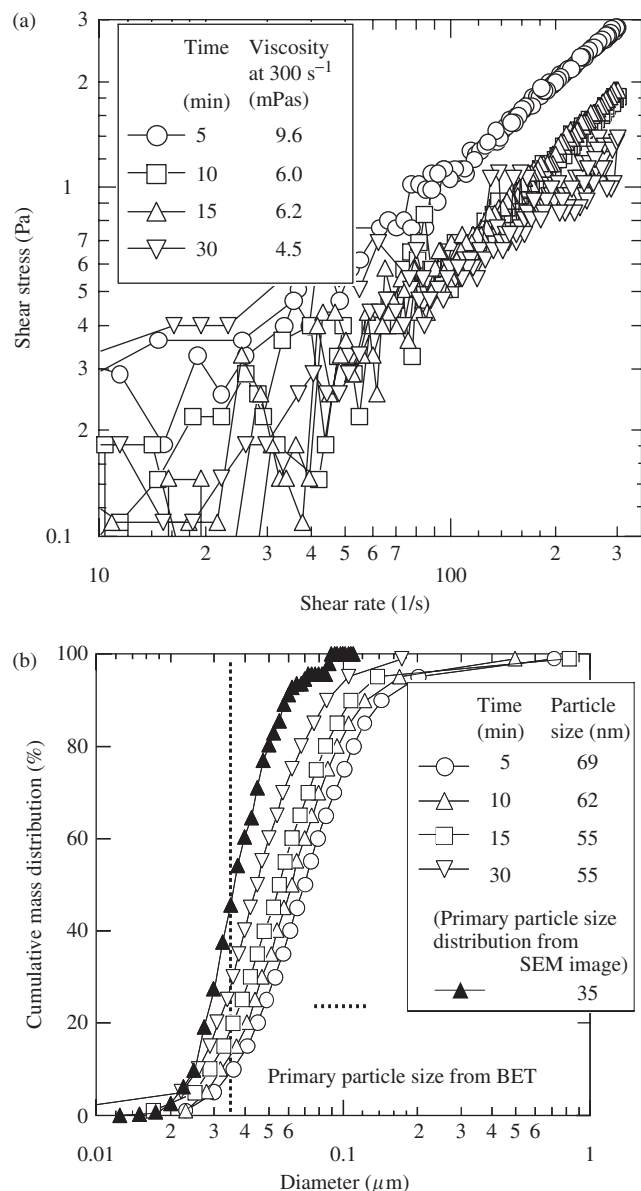 (a)
3
2
1
7
6
5
4
3
2
0.1
Shear stress (Pa)
Time Viscosity
at 300 s⁻¹
(min) (mPas)
5 9.6
10 6.0
15 6.2
30 4.5
10 2 3 4 5 6 7 100 2 3
Shear rate (1/s)
(b)
100
80
60
40
20
0
Cumulative mass distribution (%)
Time Particle
(min) size (nm)
5 69
10 62
15 55
30 55
(Primary particle size
distribution from
SEM image)
35
Primary particle size from BET
0.01 2 3 4 5 6 0.1 2 3 4 5 6 1
Diameter (μm)